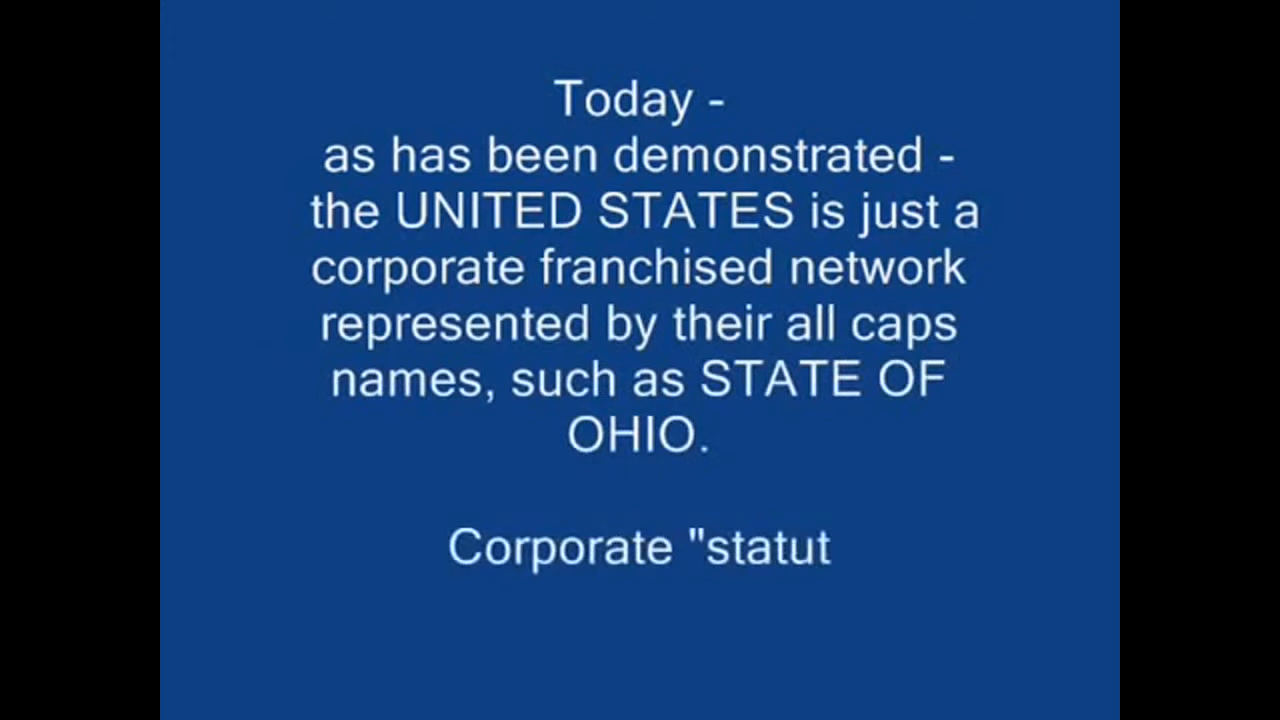 Today -
as has been demonstrated -
the UNITED STATES is just a
corporate franchised network
represented by their all caps
names, such as STATE OF
OHIO.
Corporate "statut